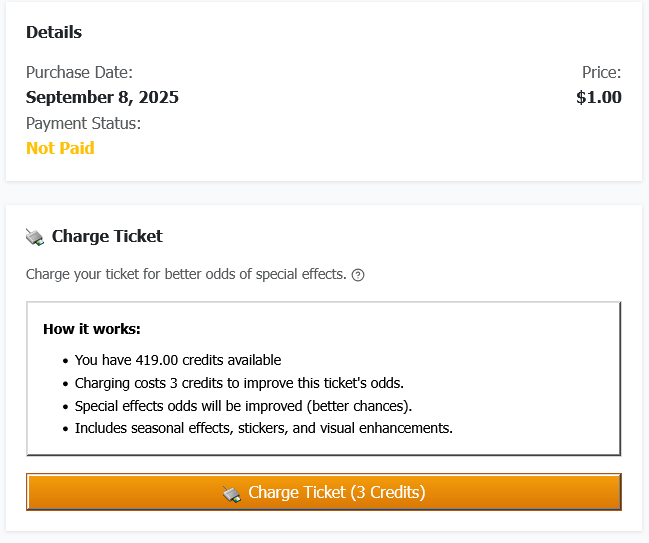 Details
Purchase Date:
Price:
September 8, 2025
$1.00
Payment Status:
Not Paid
Charge Ticket
Charge your ticket for better odds of special effects.
How it works:
• You have 419.00 credits available
• Charging costs 3 credits to improve this ticket's odds.
• Special effects odds will be improved (better chances).
• Includes seasonal effects, stickers, and visual enhancements.
Charge Ticket (3 Credits)